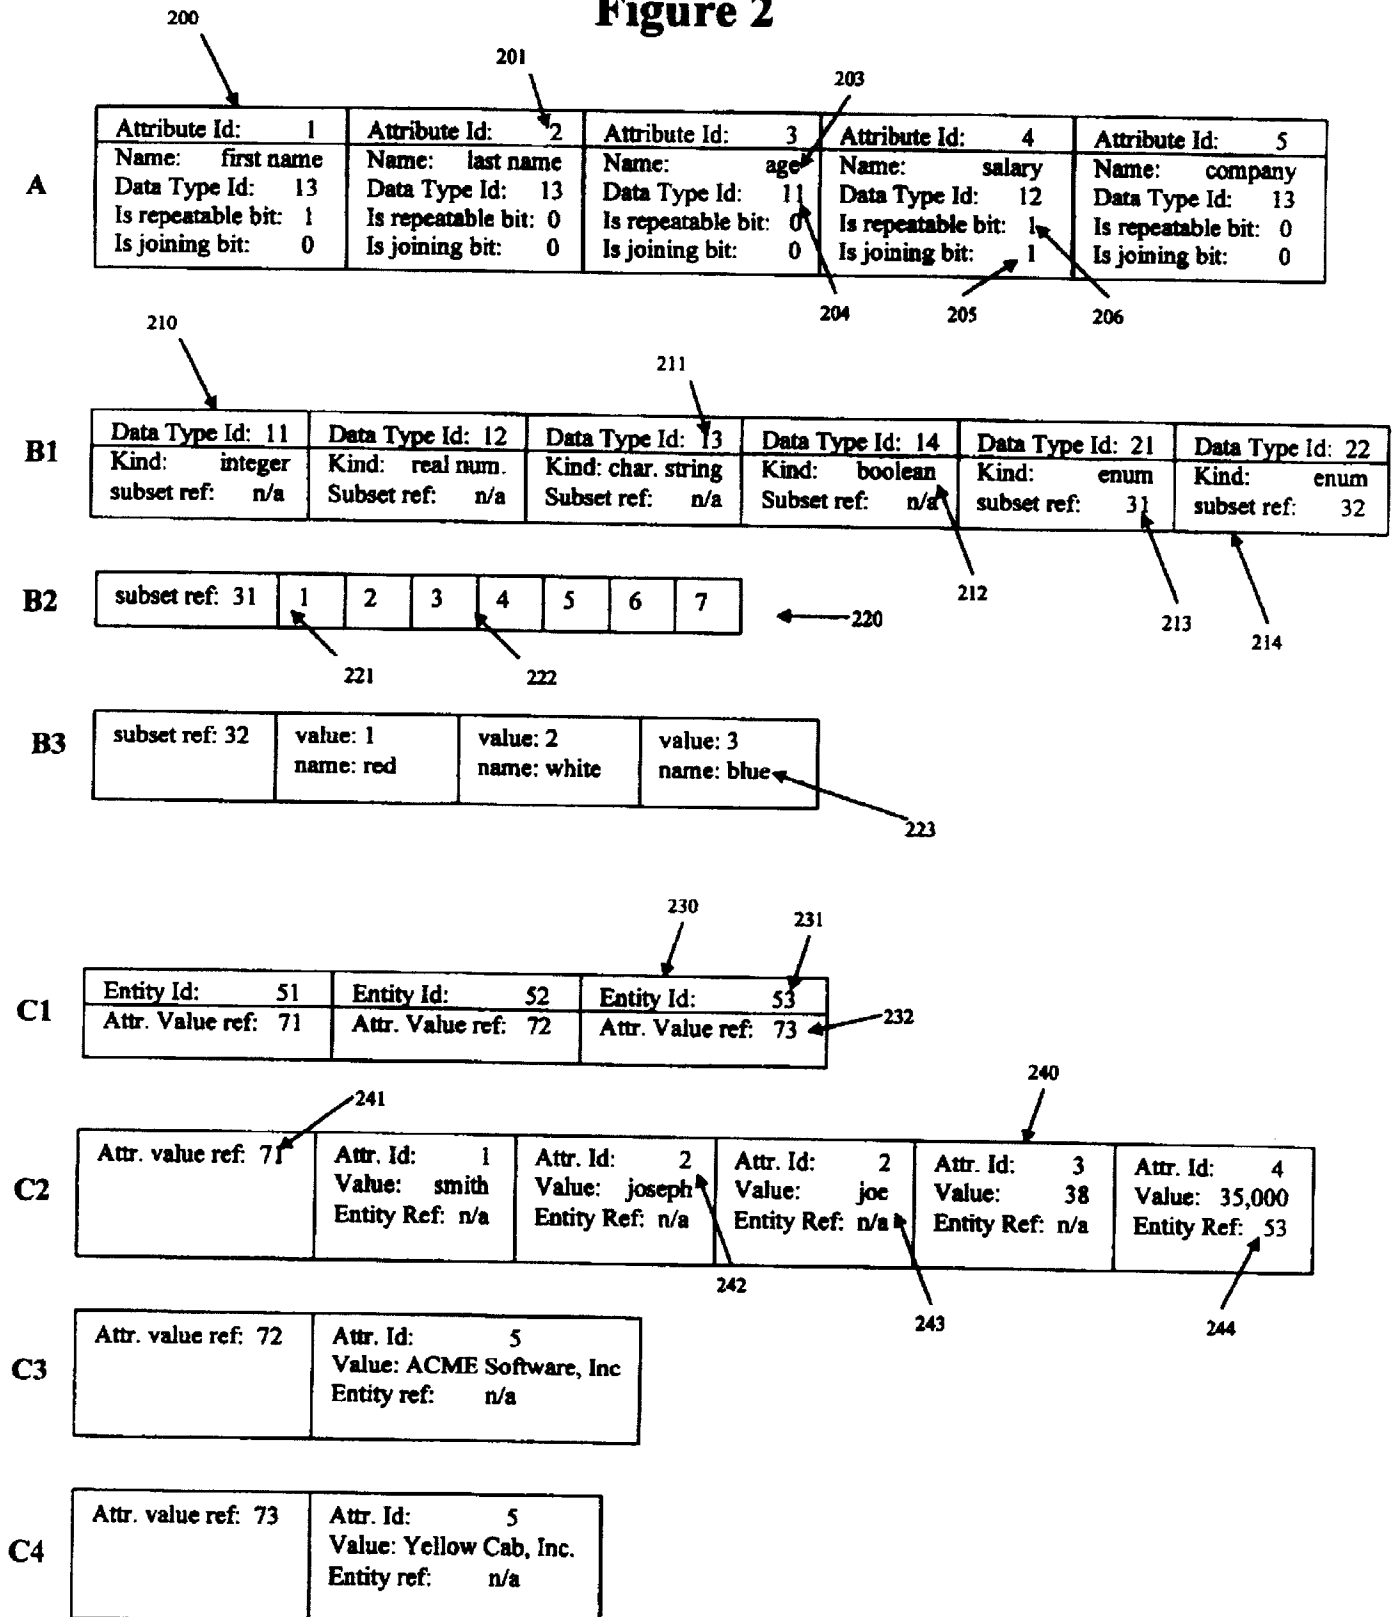 Figure 2
200
201
203
A
Attribute Id: 1
Name: first name
Data Type Id: 13
Is repeatable bit: 1
Is joining bit: 0
Attribute Id: 2
Name: last name
Data Type Id: 13
Is repeatable bit: 0
Is joining bit: 0
Attribute Id: 3
Name: age
Data Type Id: 11
Is repeatable bit: 0
Is joining bit: 0
Attribute Id: 4
Name: salary
Data Type Id: 12
Is repeatable bit: 1
Is joining bit: 1
Attribute Id: 5
Name: company
Data Type Id: 13
Is repeatable bit: 0
Is joining bit: 0
204
205
206
210
211
B1
Data Type Id: 11
Kind: integer
subset ref: n/a
Data Type Id: 12
Kind: real num.
Subset ref: n/a
Data Type Id: 13
Kind: char. string
Subset ref: n/a
Data Type Id: 14
Kind: boolean
Subset ref: n/a
Data Type Id: 21
Kind: enum
subset ref: 31
Data Type Id: 22
Kind: enum
subset ref: 32
212
213
214
B2
subset ref: 31 1 2 3 4 5 6 7
220
221
222
B3
subset ref: 32
value: 1
name: red
value: 2
name: white
value: 3
name: blue
223
230
231
C1
Entity Id: 51
Attr. Value ref: 71
Entity Id: 52
Attr. Value ref: 72
Entity Id: 53
Attr. Value ref: 73
232
240
241
C2
Attr. value ref: 71
Attr. Id: 1
Value: smith
Entity Ref: n/a
Attr. Id: 2
Value: joseph
Entity Ref: n/a
Attr. Id: 2
Value: joe
Entity Ref: n/a
Attr. Id: 3
Value: 38
Entity Ref: n/a
Attr. Id: 4
Value: 35,000
Entity Ref: 53
242
243
244
C3
Attr. value ref: 72
Attr. Id: 5
Value: ACME Software, Inc
Entity ref: n/a
C4
Attr. value ref: 73
Attr. Id: 5
Value: Yellow Cab, Inc.
Entity ref: n/a